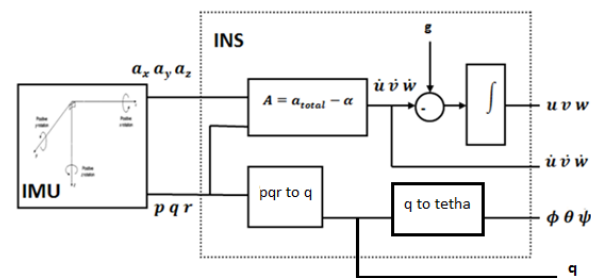 INS
g
a_x a_y a_z
u̇ v̇ ẇ
A = a_total − α
∫
-
u v w
u̇ v̇ ẇ
IMU
p q r
pqr to q
q to tetha
ϕ θ ψ
q